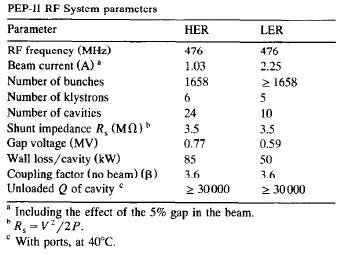 PEP-II RF System parameters
Parameter HER LER
RF frequency (MHz) 476 476
Beam current (A) a 1.03 2.25
Number of bunches 1658 ≥ 1658
Number of klystrons 6 5
Number of cavities 24 10
Shunt impedance Rs (MΩ) b 3.5 3.5
Gap voltage (MV) 0.77 0.59
Wall loss/cavity (kW) 85 50
Coupling factor (no beam) (β) 3.6 3.6
Unloaded Q of cavity c ≥ 30000 ≥ 30000
a Including the effect of the 5% gap in the beam.
b Rs = V²/2P.
c With ports, at 40°C.